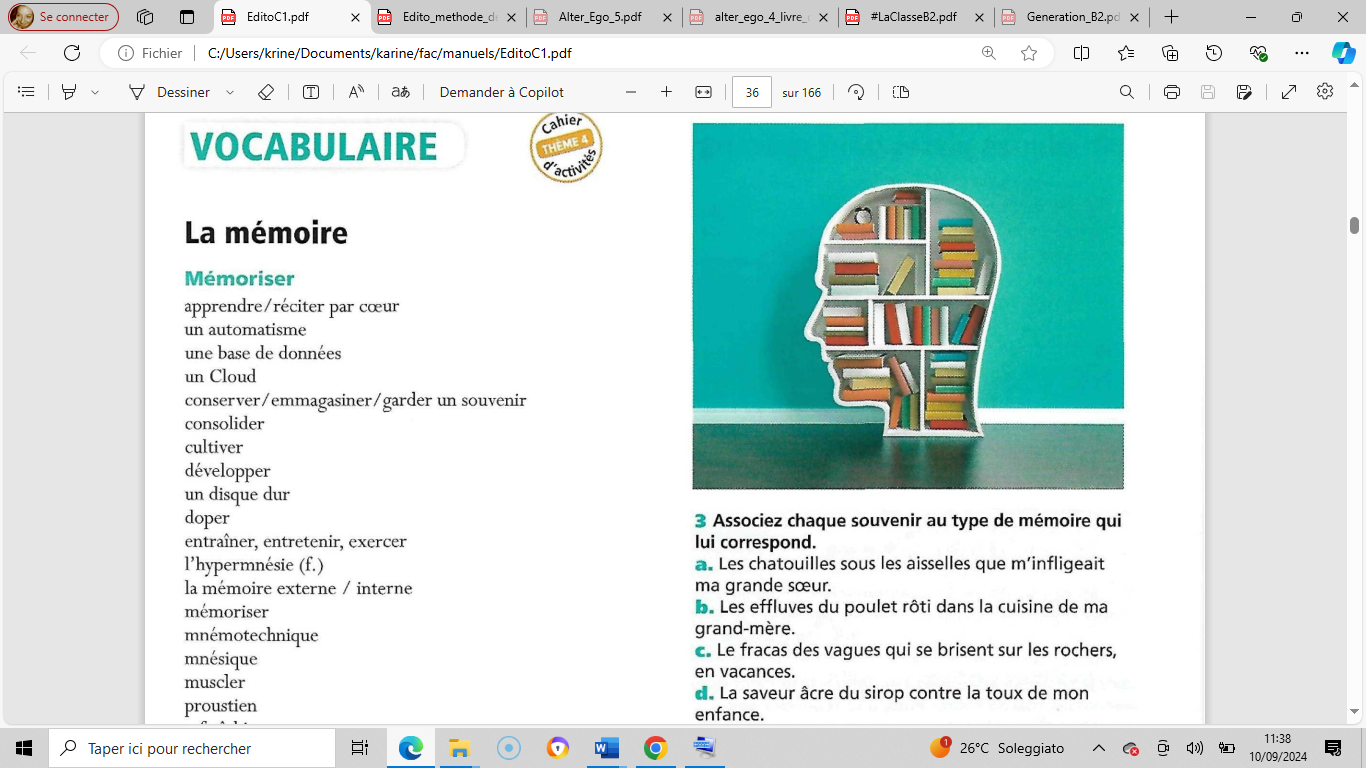 Se connecter
EditoC1.pdf
Edito_methode_d
Alter_Ego_5.pdf
alter_ego_4_livre_
#LaClasseB2.pdf
Generation_B2.pd
Fichier
C:/Users/krine/Documents/karine/fac/manuels/EditoC1.pdf
Dessiner
Demander à Copilot
36
sur 166
VOCABULAIRE
Cahier
THÈME 4
d'activités
La mémoire
Mémoriser
apprendre/réciter par cœur
un automatisme
une base de données
un Cloud
conserver/emmagasiner/garder un souvenir
consolider
cultiver
développer
un disque dur
doper
entraîner, entretenir, exercer
l'hypermnésie (f.)
la mémoire externe / interne
mémoriser
mnémotechnique
mnésique
muscler
proustien
3 Associez chaque souvenir au type de mémoire qui
lui correspond.
a. Les chatouilles sous les aisselles que m'infligeait
ma grande sœur.
b. Les effluves du poulet rôti dans la cuisine de ma
grand-mère.
c. Le fracas des vagues qui se brisent sur les rochers,
en vacances.
d. La saveur âcre du sirop contre la toux de mon
enfance.
Taper ici pour rechercher
1
26°C Soleggiato
11:38
10/09/2024